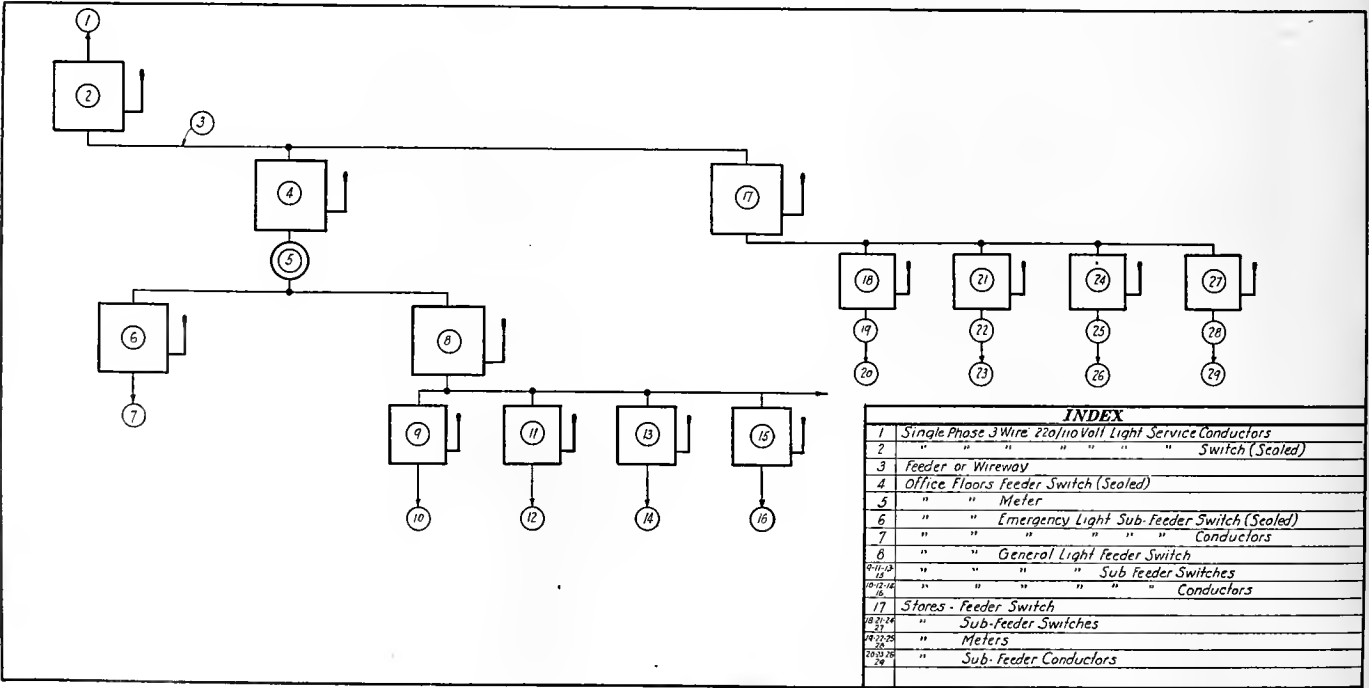 1
2
3
4
17
5
18
21
24
27
6
8
19
22
25
28
7
20
23
26
29
9
11
13
15
10
12
14
16
INDEX
1 Single Phase 3 Wire 220/110 Volt Light Service Conductors
2 " " " " " " " Switch (Sealed)
3 Feeder or Wireway
4 Office Floors Feeder Switch (Sealed)
5 " " Meter
6 " " Emergency Light Sub-Feeder Switch (Sealed)
7 " " " " " " Conductors
8 " " General Light Feeder Switch
9-11-13-15 " " " " Sub Feeder Switches
10-12-14-16 " " " " " " Conductors
17 Stores - Feeder Switch
18-21-24-27 " Sub-Feeder Switches
19-22-25-28 " Meters
20-23-26-29 " Sub-Feeder Conductors